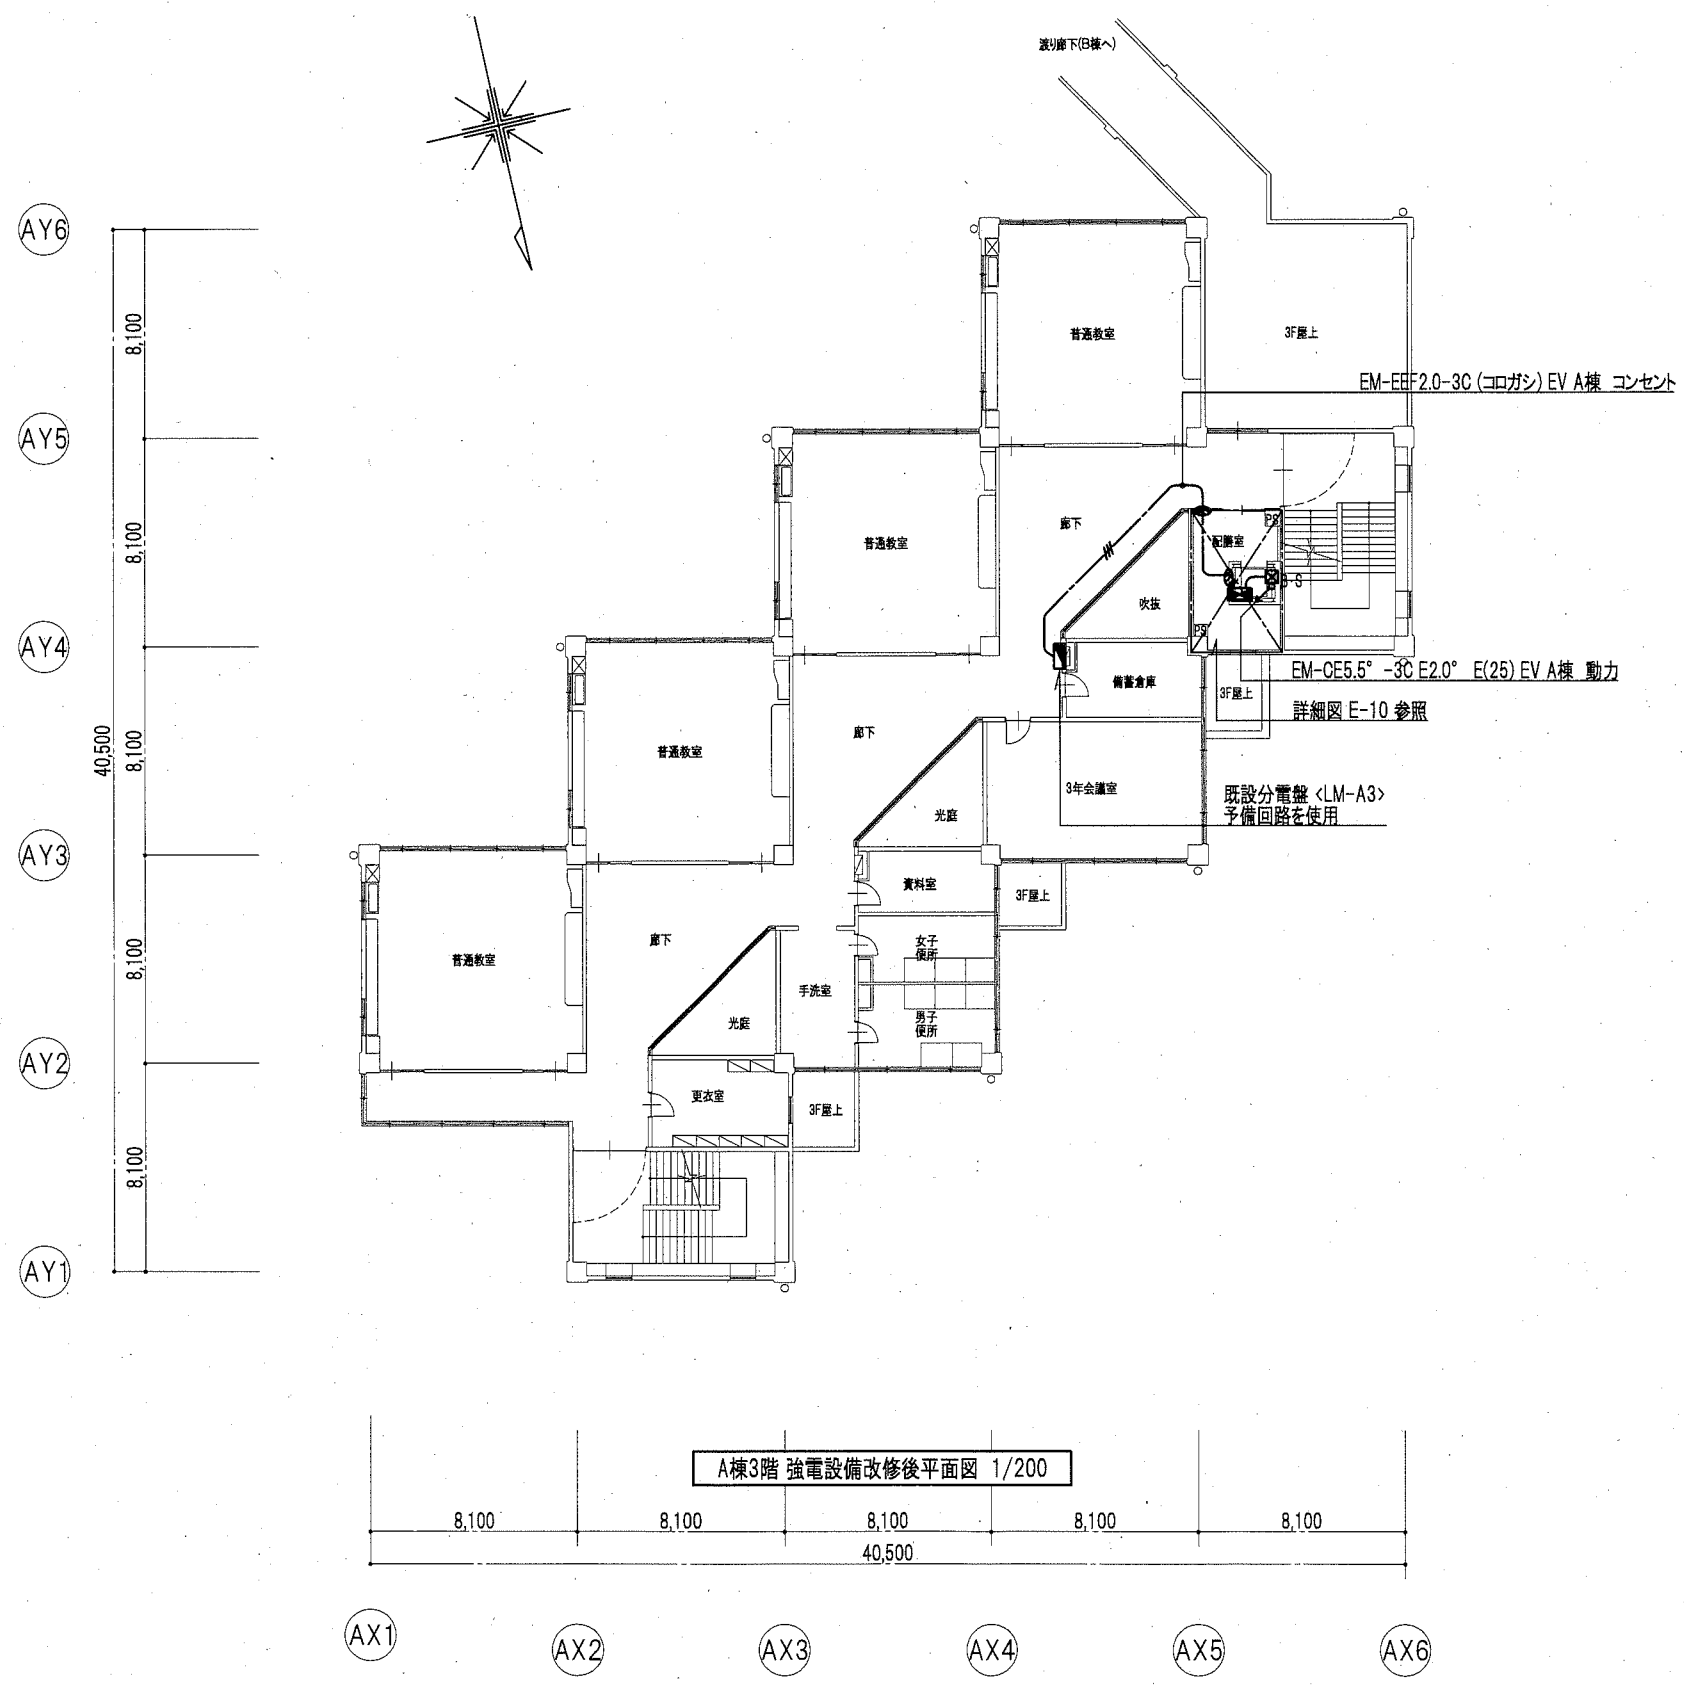 渡り廊下(B棟へ)
AY6
普通教室
3F屋上
8,100
EM-EEF2.0-3C (コロガシ) EV A棟 コンセント
AY5
廊下
PS
配膳室
普通教室
8,100
吹抜
PS
AY4
EM-CE5.5°-3C E2.0° E(25) EV A棟 動力
備蓄倉庫
3F屋上
詳細図 E-10 参照
廊下
普通教室
40,500
8,100
3年会議室
既設分電盤 <LM-A3>
予備回路を使用
光庭
AY3
資料室
3F屋上
廊下
女子
便所
普通教室
8,100
手洗室
男子
便所
光庭
AY2
更衣室
3F屋上
8,100
AY1
A棟3階 強電設備改修後平面図 1/200
8,100
8,100
8,100
8,100
8,100
40,500
AX1
AX2
AX3
AX4
AX5
AX6